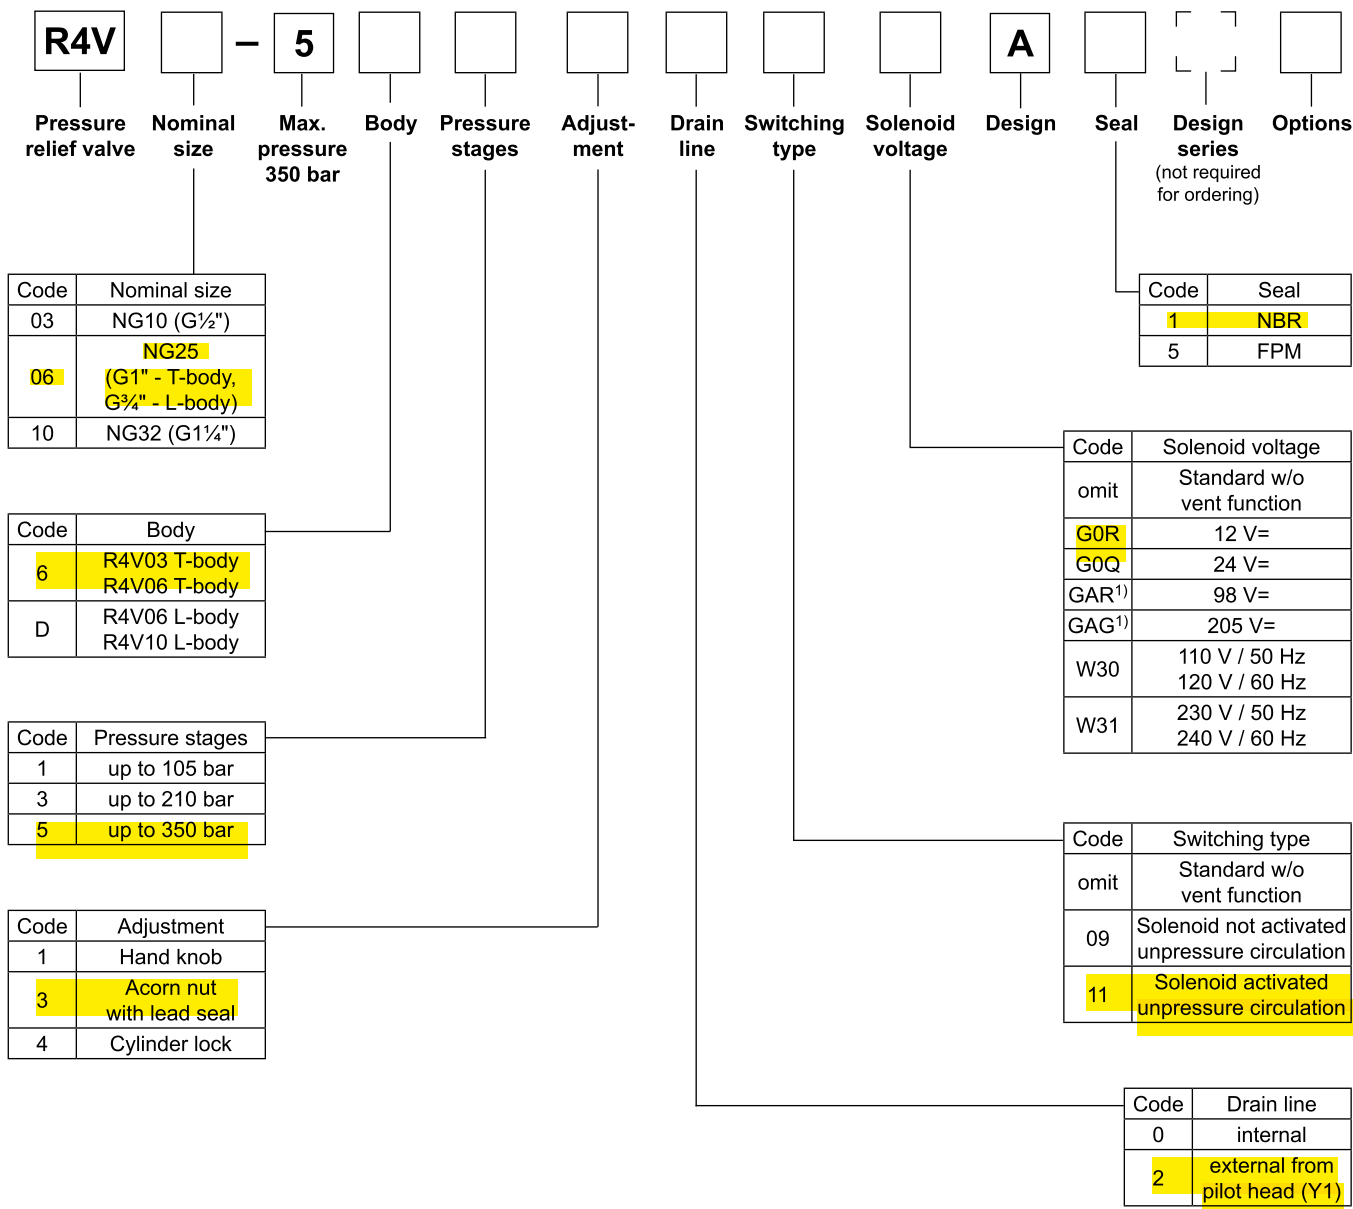 R4V – 5 A
Pressure relief valve
Nominal size
Max. pressure 350 bar
Body
Pressure stages
Adjust-ment
Drain line
Switching type
Solenoid voltage
Design
Seal
Design series
(not required for ordering)
Options
Code Nominal size
03 NG10 (G½")
06 NG25
(G1" - T-body,
G¾" - L-body)
10 NG32 (G1¼")
Code Body
6 R4V03 T-body
R4V06 T-body
D R4V06 L-body
R4V10 L-body
Code Pressure stages
1 up to 105 bar
3 up to 210 bar
5 up to 350 bar
Code Adjustment
1 Hand knob
3 Acorn nut
with lead seal
4 Cylinder lock
Code Seal
1 NBR
5 FPM
Code Solenoid voltage
omit Standard w/o
vent function
G0R 12 V=
G0Q 24 V=
GAR1) 98 V=
GAG1) 205 V=
W30 110 V / 50 Hz
120 V / 60 Hz
W31 230 V / 50 Hz
240 V / 60 Hz
Code Switching type
omit Standard w/o
vent function
09 Solenoid not activated
unpressure circulation
11 Solenoid activated
unpressure circulation
Code Drain line
0 internal
2 external from
pilot head (Y1)